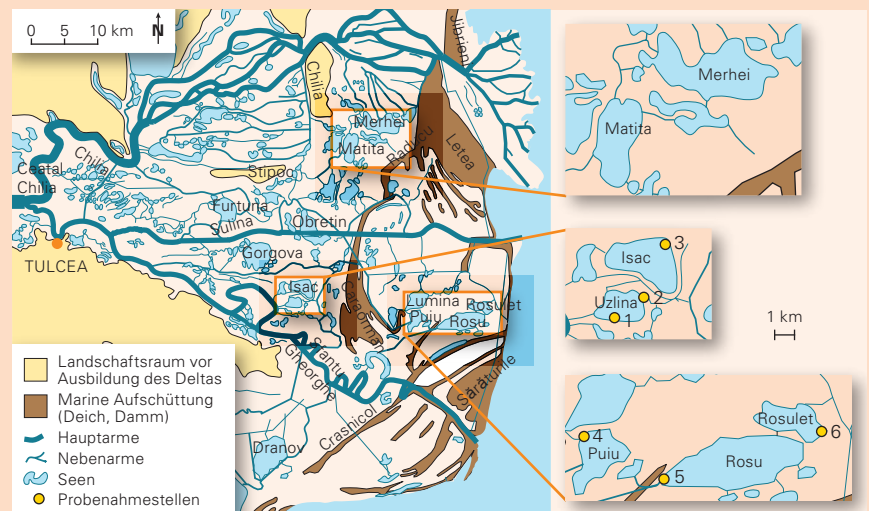 0 5 10 km N
Jibrieni
Chilia
Merhei
Matita
Raducu
Letea
Ceatal
Chilia
Chilia
Stipoc
Furtuna
Sulina
Obretin
TULCEA
Gorgova
Isac
Caraorman
Lumina
Rosulet
Puiu
Rosu
Sfantu
Gheorghe
Sărăturile
Crasnicol
Dranov
Landschaftsraum vor
Ausbildung des Deltas
Marine Aufschüttung
(Deich, Damm)
Hauptarme
Nebenarme
Seen
Probenahmestellen
Merhei
Matita
3
Isac
Uzlina
2
1
1 km
Rosulet
4
6
Puiu
Rosu
5